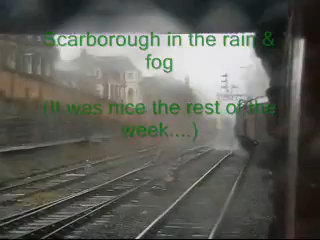 Scarborough in the rain &
fog
(It was nice the rest of the
week....)